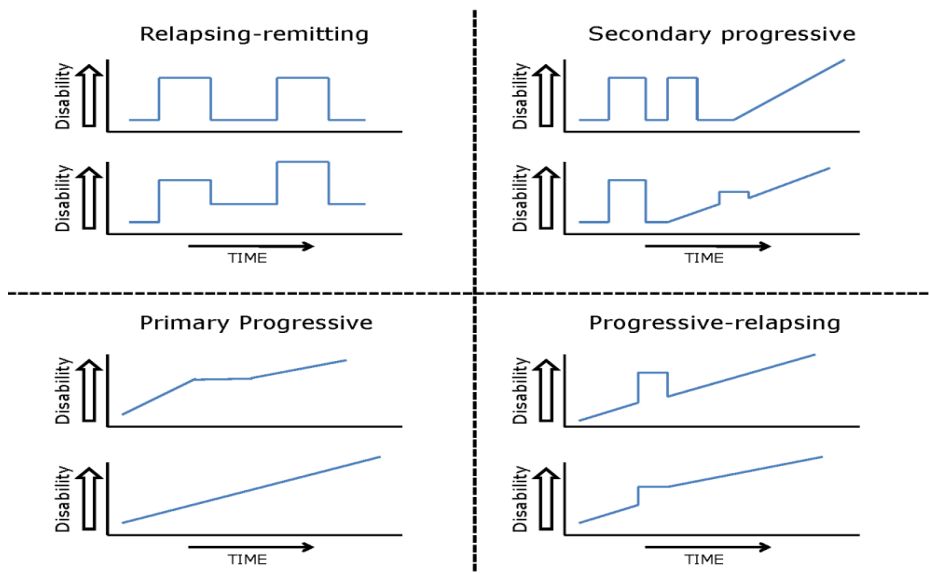 Relapsing-remitting
Disability
Disability
TIME
Secondary progressive
Disability
Disability
TIME
Primary Progressive
Disability
Disability
TIME
Progressive-relapsing
Disability
Disability
TIME